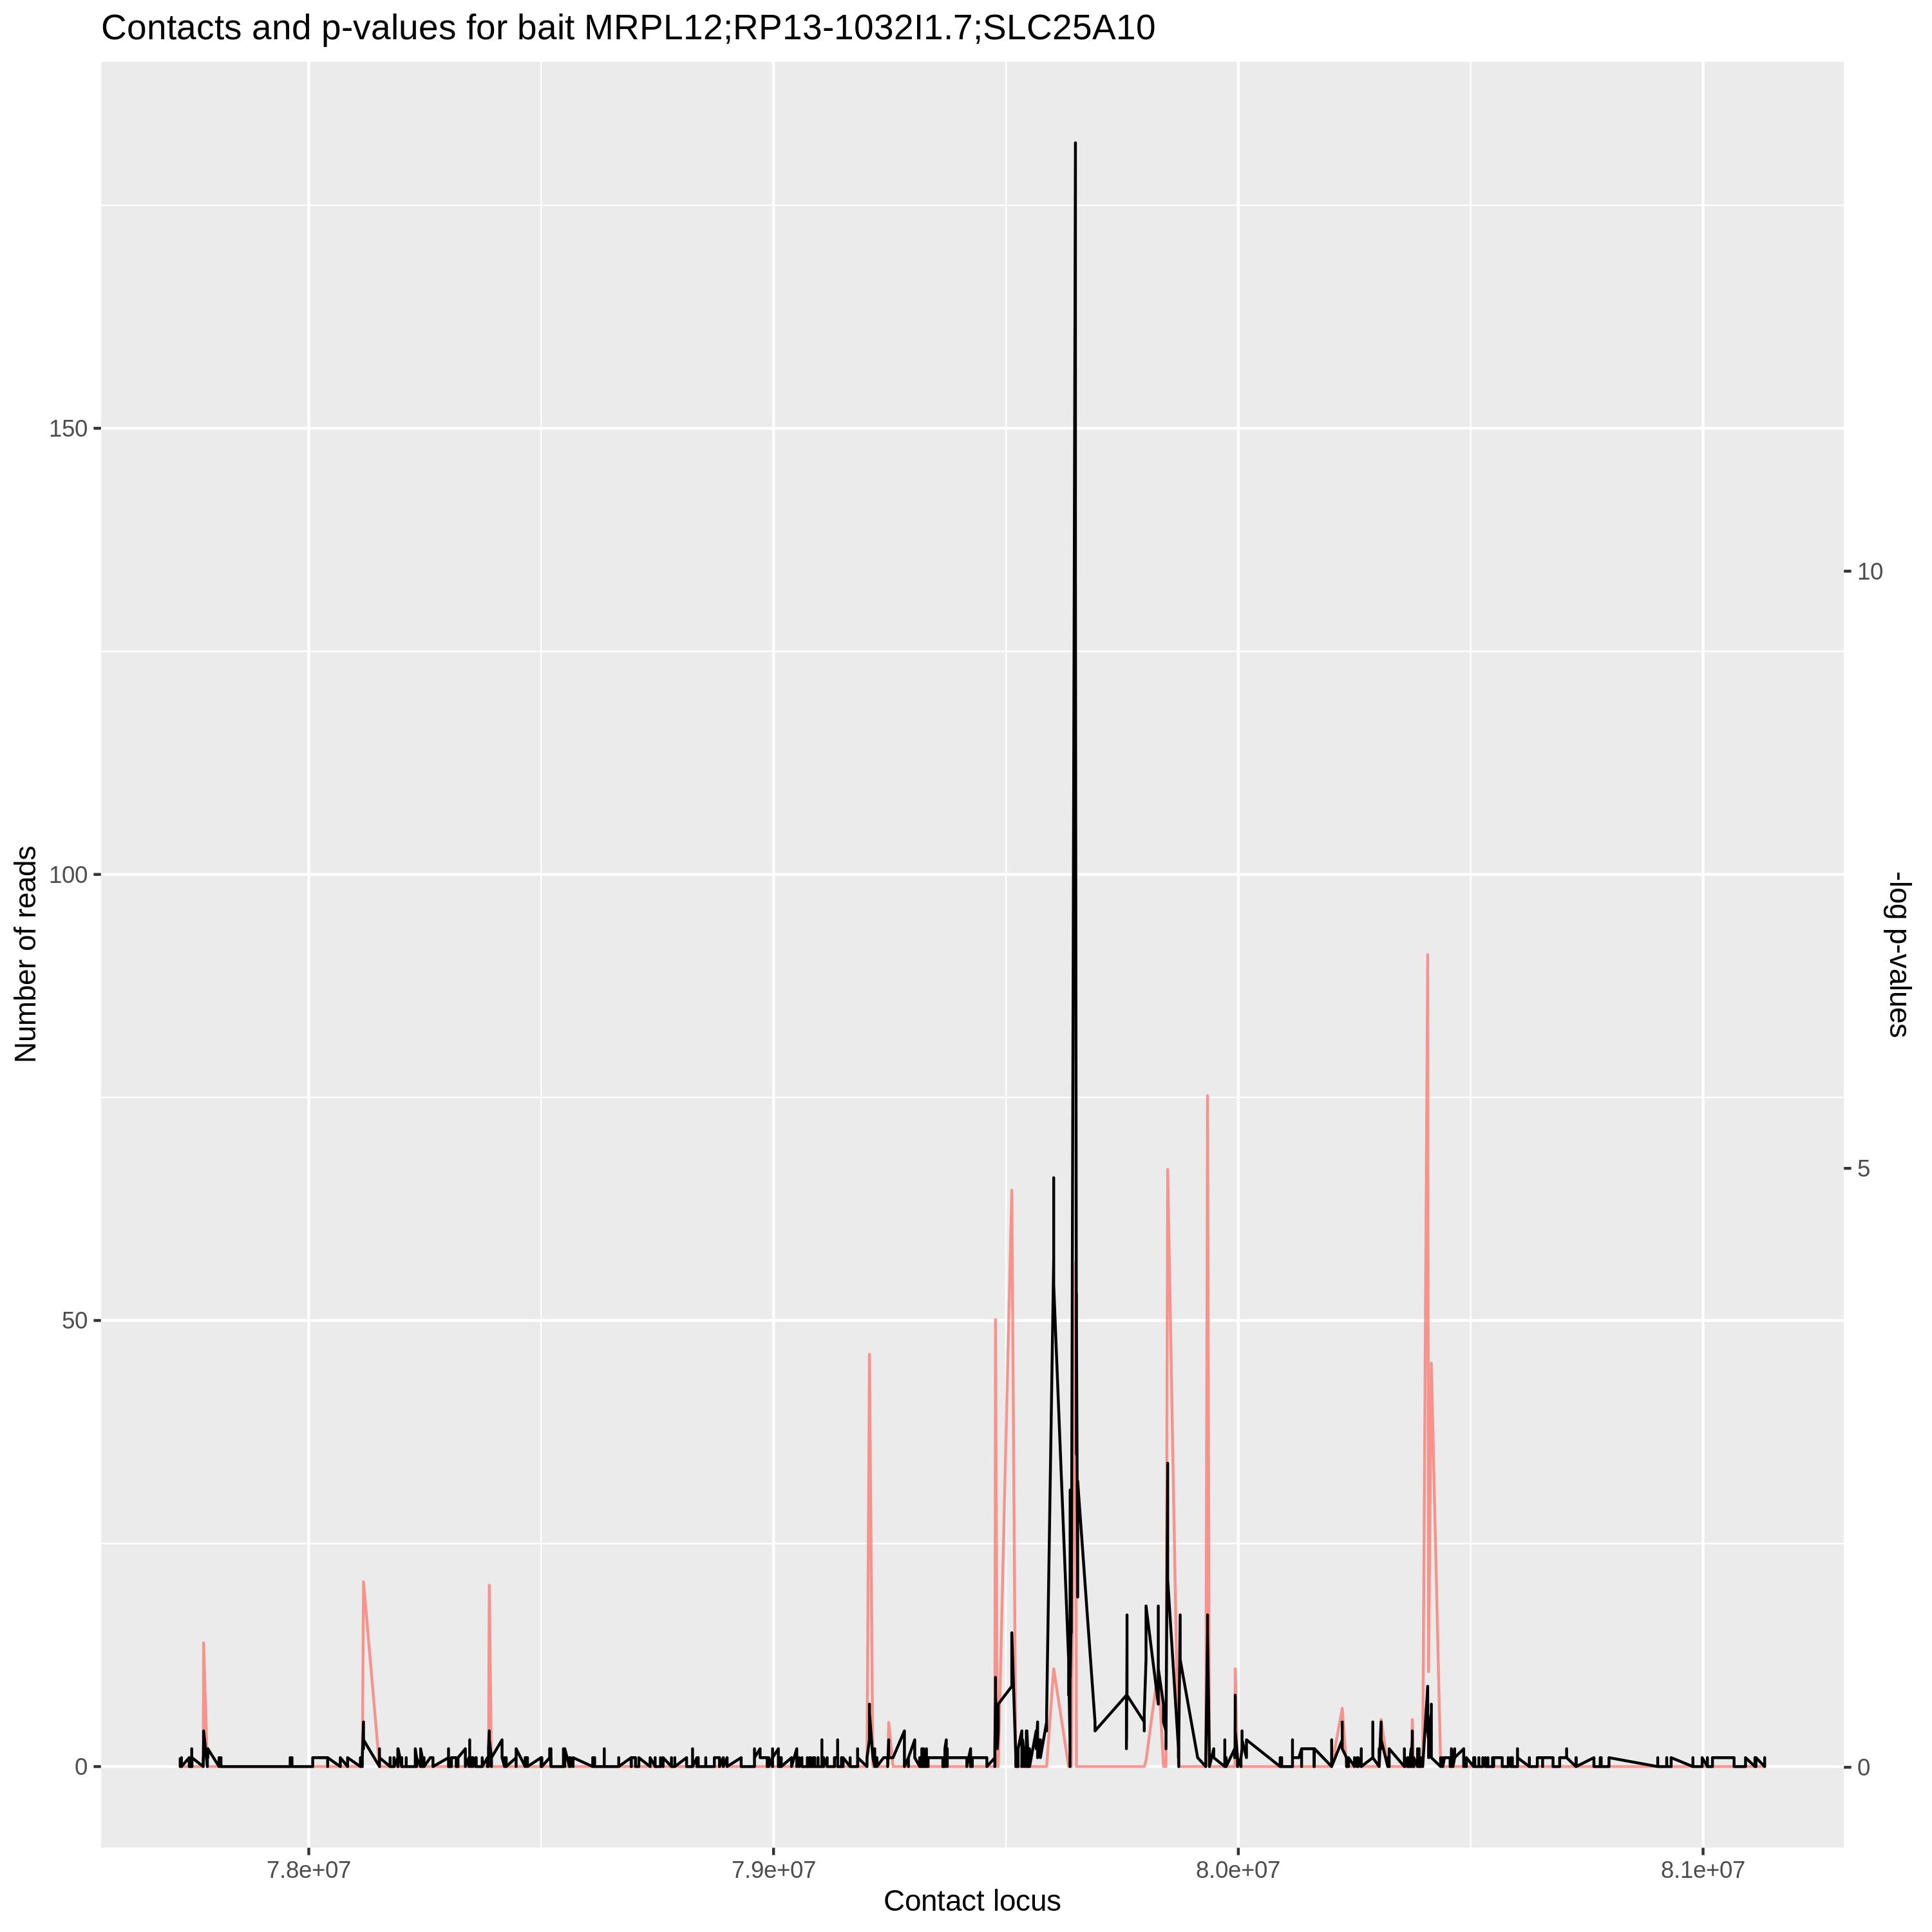 Contacts and p-values for bait MRPL12;RP13-1032I1.7;SLC25A10
150
100
50
0
Number of reads
10
5
0
-log p-values
7.8e+07
7.9e+07
8.0e+07
8.1e+07
Contact locus